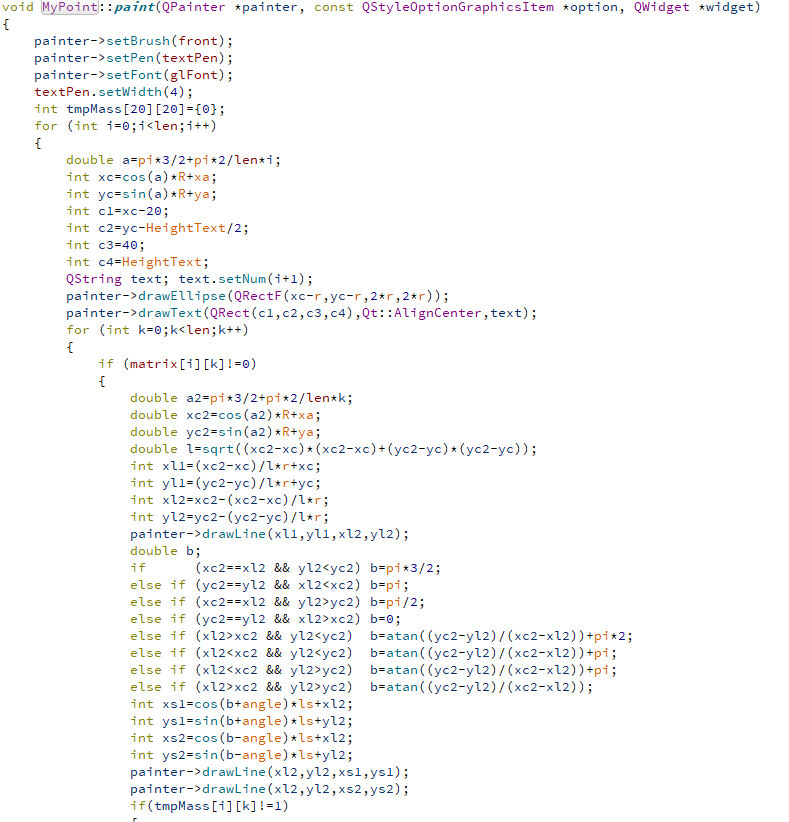 void MyPoint::paint(QPainter *painter, const QStyleOptionGraphicsItem *option, QWidget *widget)
{
    painter->setBrush(front);
    painter->setPen(textPen);
    painter->setFont(glFont);
    textPen.setWidth(4);
    int tmpMass[20][20]={0};
    for (int i=0;i<len;i++)
    {
        double a=pi*3/2+pi*2/len*i;
        int xc=cos(a)*R+xa;
        int yc=sin(a)*R+ya;
        int c1=xc-20;
        int c2=yc-HeightText/2;
        int c3=40;
        int c4=HeightText;
        QString text; text.setNum(i+1);
        painter->drawEllipse(QRectF(xc-r,yc-r,2*r,2*r));
        painter->drawText(QRect(c1,c2,c3,c4),Qt::AlignCenter,text);
        for (int k=0;k<len;k++)
        {
            if (matrix[i][k]!=0)
            {
                double a2=pi*3/2+pi*2/len*k;
                double xc2=cos(a2)*R+xa;
                double yc2=sin(a2)*R+ya;
                double l=sqrt((xc2-xc)*(xc2-xc)+(yc2-yc)*(yc2-yc));
                int xl1=(xc2-xc)/l*r+xc;
                int yl1=(yc2-yc)/l*r+yc;
                int xl2=xc2-(xc2-xc)/l*r;
                int yl2=yc2-(yc2-yc)/l*r;
                painter->drawLine(xl1,yl1,xl2,yl2);
                double b;
                if      (xc2==xl2 && yl2<yc2) b=pi*3/2;
                else if (yc2==yl2 && xl2<xc2) b=pi;
                else if (xc2==xl2 && yl2>yc2) b=pi/2;
                else if (yc2==yl2 && xl2>xc2) b=0;
                else if (xl2>xc2 && yl2<yc2)  b=atan((yc2-yl2)/(xc2-xl2))+pi*2;
                else if (xl2<xc2 && yl2<yc2)  b=atan((yc2-yl2)/(xc2-xl2))+pi;
                else if (xl2<xc2 && yl2>yc2)  b=atan((yc2-yl2)/(xc2-xl2))+pi;
                else if (xl2>xc2 && yl2>yc2)  b=atan((yc2-yl2)/(xc2-xl2));
                int xs1=cos(b+angle)*ls+xl2;
                int ys1=sin(b+angle)*ls+yl2;
                int xs2=cos(b-angle)*ls+xl2;
                int ys2=sin(b-angle)*ls+yl2;
                painter->drawLine(xl2,yl2,xs1,ys1);
                painter->drawLine(xl2,yl2,xs2,ys2);
                if(tmpMass[i][k]!=1)
                {